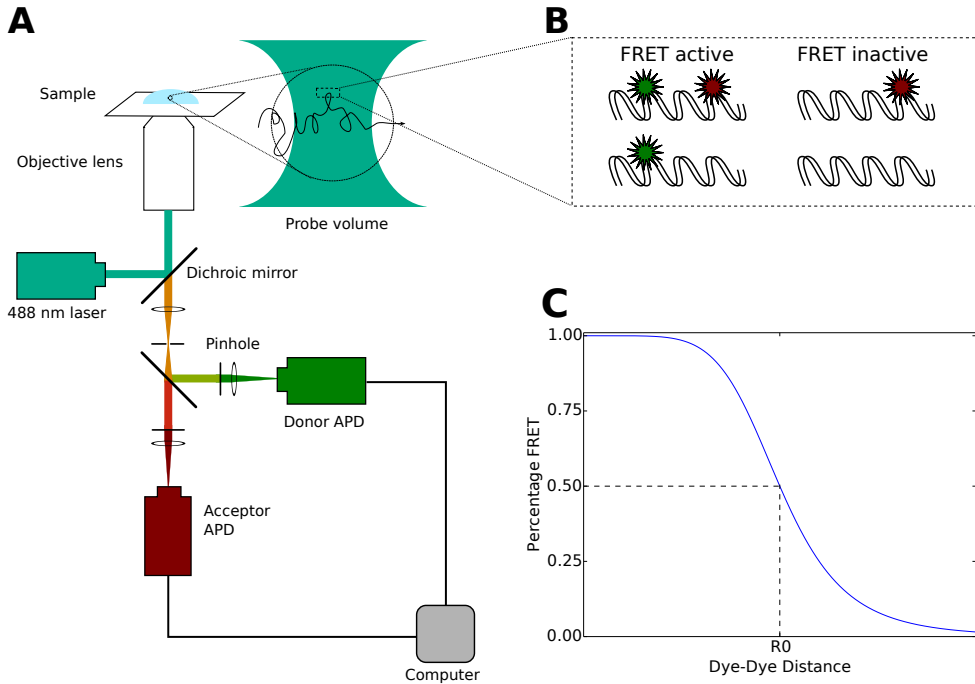 A
Sample
Objective lens
Probe volume
488 nm laser
Dichroic mirror
Pinhole
Donor APD
Acceptor
APD
Computer
B
FRET active
FRET inactive
C
1.00
0.75
0.50
0.25
0.00
Percentage FRET
R0
Dye-Dye Distance